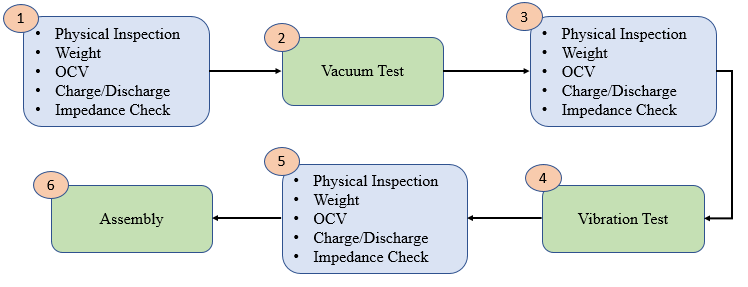 1
• Physical Inspection
• Weight
• OCV
• Charge/Discharge
• Impedance Check
2
Vacuum Test
3
• Physical Inspection
• Weight
• OCV
• Charge/Discharge
• Impedance Check
4
Vibration Test
5
• Physical Inspection
• Weight
• OCV
• Charge/Discharge
• Impedance Check
6
Assembly